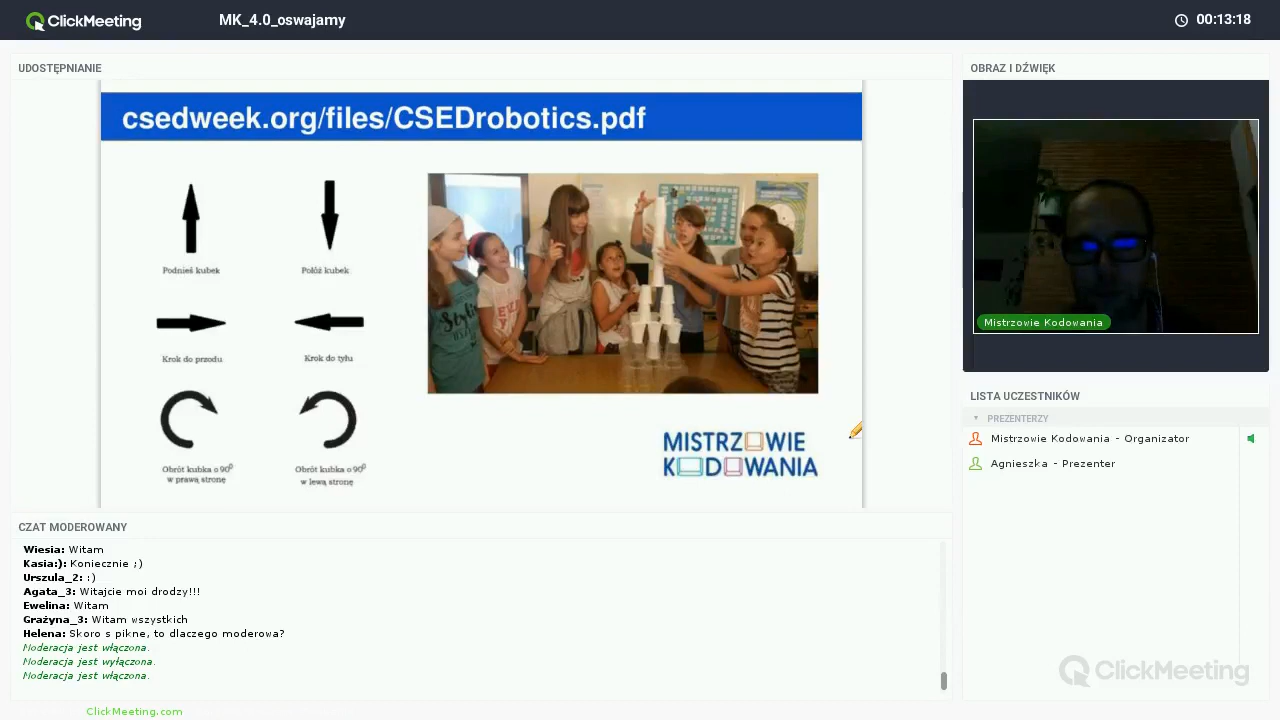 ClickMeeting
MK_4.0_oswajamy
00:13:18
UDOSTĘPNIANIE
OBRAZ I DŹWIĘK
csedweek.org/files/CSEDrobotics.pdf
Podnieś kubek
Połóż kubek
Krok do przodu
Krok do tyłu
Obrót kubka o 90⁰
w prawą stronę
Obrót kubka o 90⁰
w lewą stronę
MISTRZOWIE
KODOWANIA
Mistrzowie Kodowania
LISTA UCZESTNIKÓW
PREZENTERZY
Mistrzowie Kodowania - Organizator
Agnieszka - Prezenter
CZAT MODEROWANY
Wiesia: Witam
Kasia:): Koniecznie ;)
Urszula_2: :)
Agata_3: Witajcie moi drodzy!!!
Ewelina: Witam
Grażyna_3: Witam wszystkich
Helena: Skoro s pikne, to dlaczego moderowa?
Moderacja jest włączona.
Moderacja jest wyłączona.
Moderacja jest włączona.
ClickMeeting
ClickMeeting.com